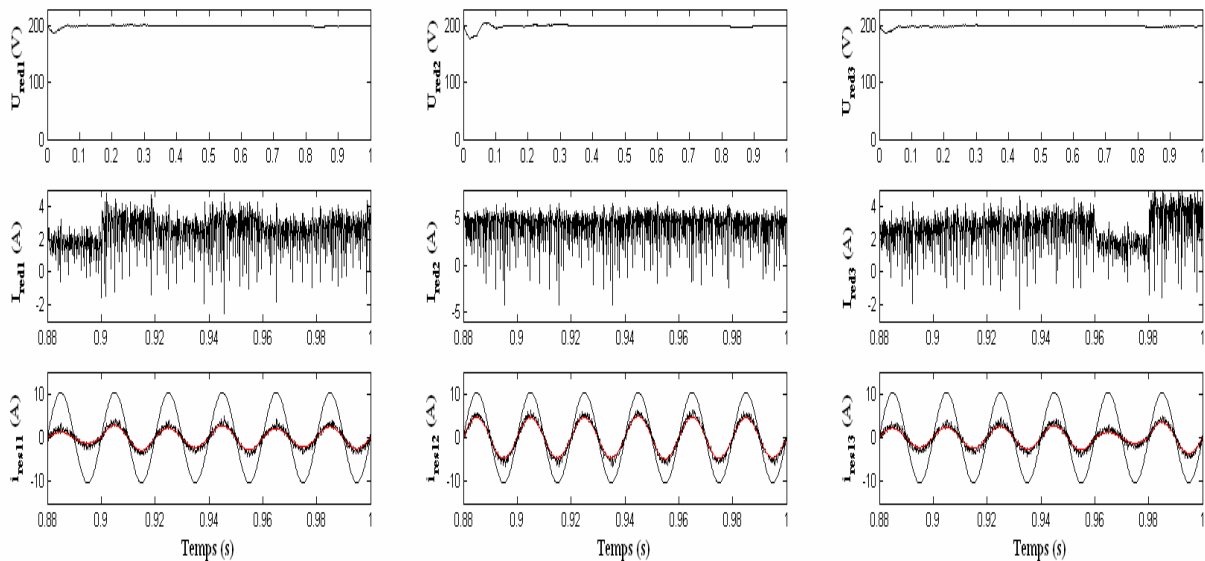 U_red1 (V)
200
100
0
0 0.1 0.2 0.3 0.4 0.5 0.6 0.7 0.8 0.9 1
U_red2 (V)
200
100
0
0 0.1 0.2 0.3 0.4 0.5 0.6 0.7 0.8 0.9 1
U_red3 (V)
200
100
0
0 0.1 0.2 0.3 0.4 0.5 0.6 0.7 0.8 0.9 1
I_red1 (A)
4
2
0
-2
0.88 0.9 0.92 0.94 0.96 0.98 1
I_red2 (A)
5
0
-5
0.88 0.9 0.92 0.94 0.96 0.98 1
I_red3 (A)
4
2
0
-2
0.88 0.9 0.92 0.94 0.96 0.98 1
i_res11 (A)
10
0
-10
0.88 0.9 0.92 0.94 0.96 0.98 1
Temps (s)
i_res12 (A)
10
0
-10
0.88 0.9 0.92 0.94 0.96 0.98 1
Temps (s)
i_res13 (A)
10
0
-10
0.88 0.9 0.92 0.94 0.96 0.98 1
Temps (s)